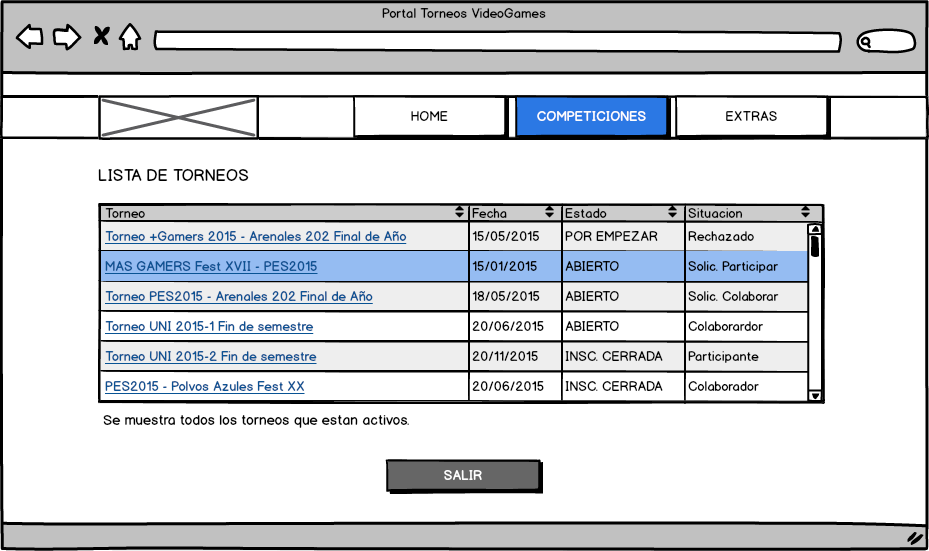 Portal Torneos VideoGames
HOME COMPETICIONES EXTRAS
LISTA DE TORNEOS
Torneo Fecha Estado Situacion
Torneo +Gamers 2015 - Arenales 202 Final de Año 15/05/2015 POR EMPEZAR Rechazado
MAS GAMERS Fest XVII - PES2015 15/01/2015 ABIERTO Solic. Participar
Torneo PES2015 - Arenales 202 Final de Año 18/05/2015 ABIERTO Solic. Colaborar
Torneo UNI 2015-1 Fin de semestre 20/06/2015 ABIERTO Colaborardor
Torneo UNI 2015-2 Fin de semestre 20/11/2015 INSC. CERRADA Participante
PES2015 - Polvos Azules Fest XX 20/06/2015 INSC. CERRADA Colaborador
Se muestra todos los torneos que estan activos.
SALIR